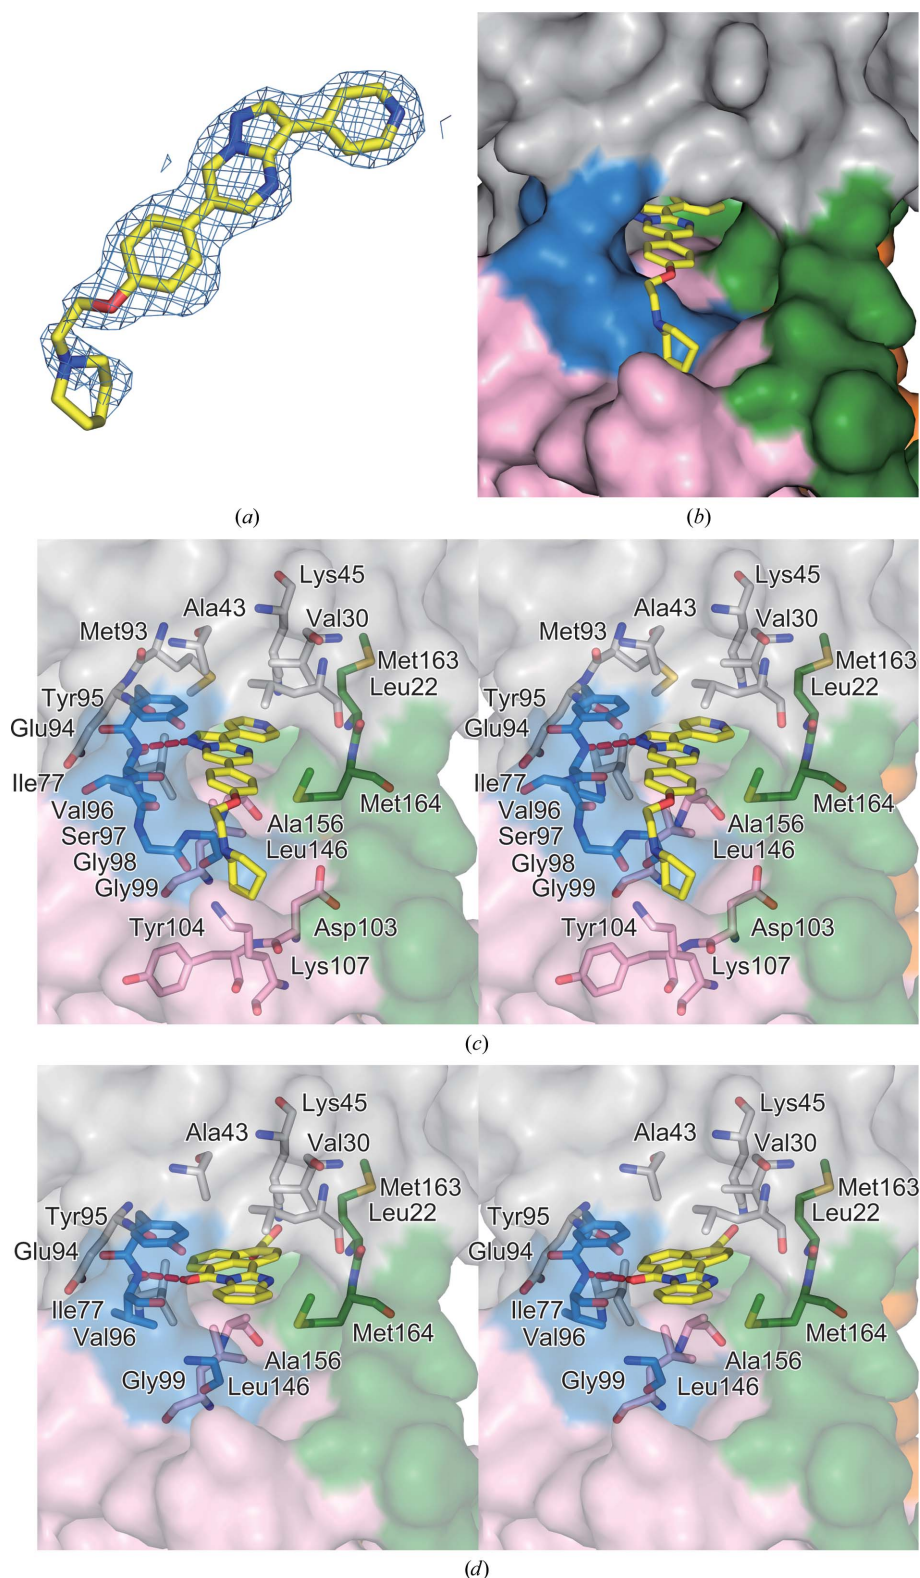 (a)
(b)
Lys45 Lys45
Ala43 Val30 Ala43 Val30
Met93 Met93
Met163 Met163
Tyr95 Leu22 Tyr95 Leu22
Glu94 Glu94
Ile77 Ile77
Met164 Met164
Val96 Val96
Ala156 Ala156
Ser97 Ser97
Leu146 Leu146
Gly98 Gly98
Gly99 Gly99
Tyr104 Asp103 Tyr104 Asp103
Lys107 Lys107
(c)
Lys45 Lys45
Ala43 Val30 Ala43 Val30
Met163 Met163
Tyr95 Leu22 Tyr95 Leu22
Glu94 Glu94
Ile77 Ile77
Val96 Met164 Val96 Met164
Ala156 Ala156
Gly99 Leu146 Gly99 Leu146
(d)